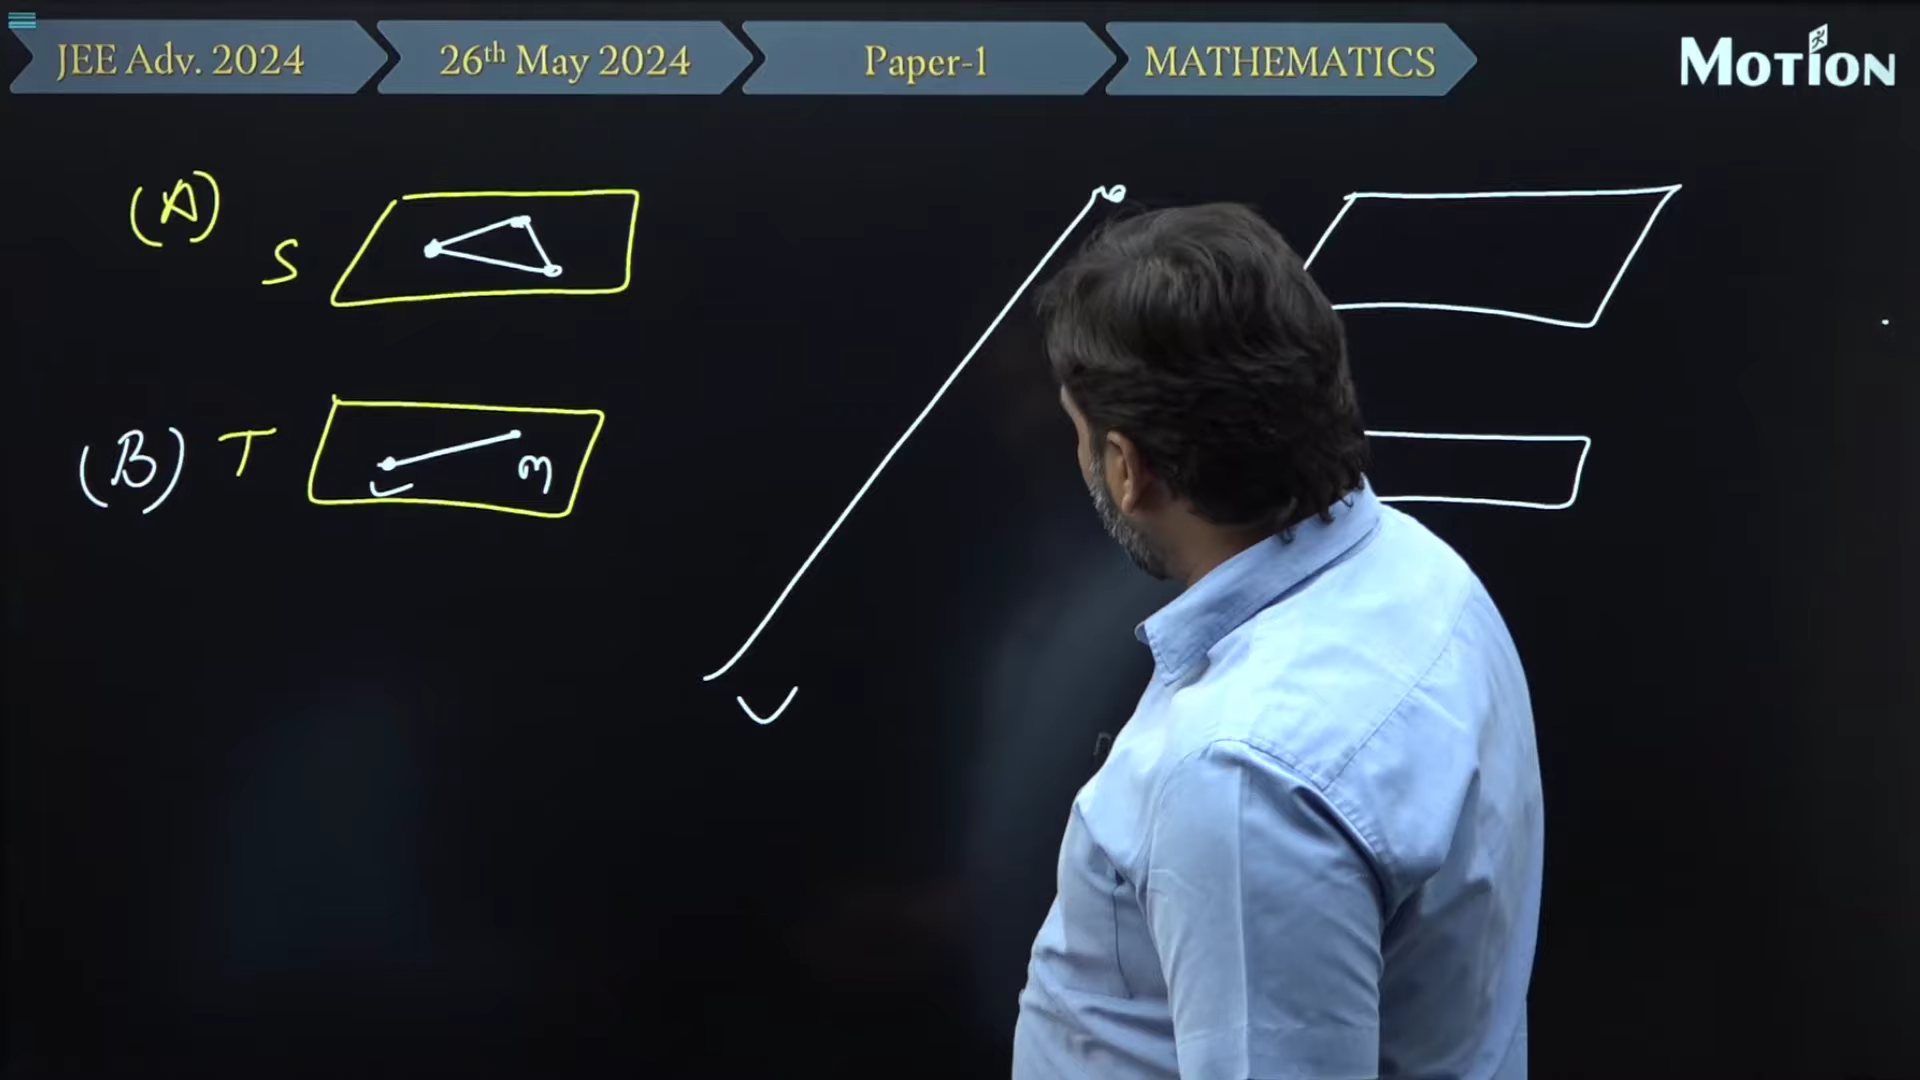 JEE Adv. 2024
26th May 2024
Paper-1
MATHEMATICS
MOTION
(A)
S
(B) T
m